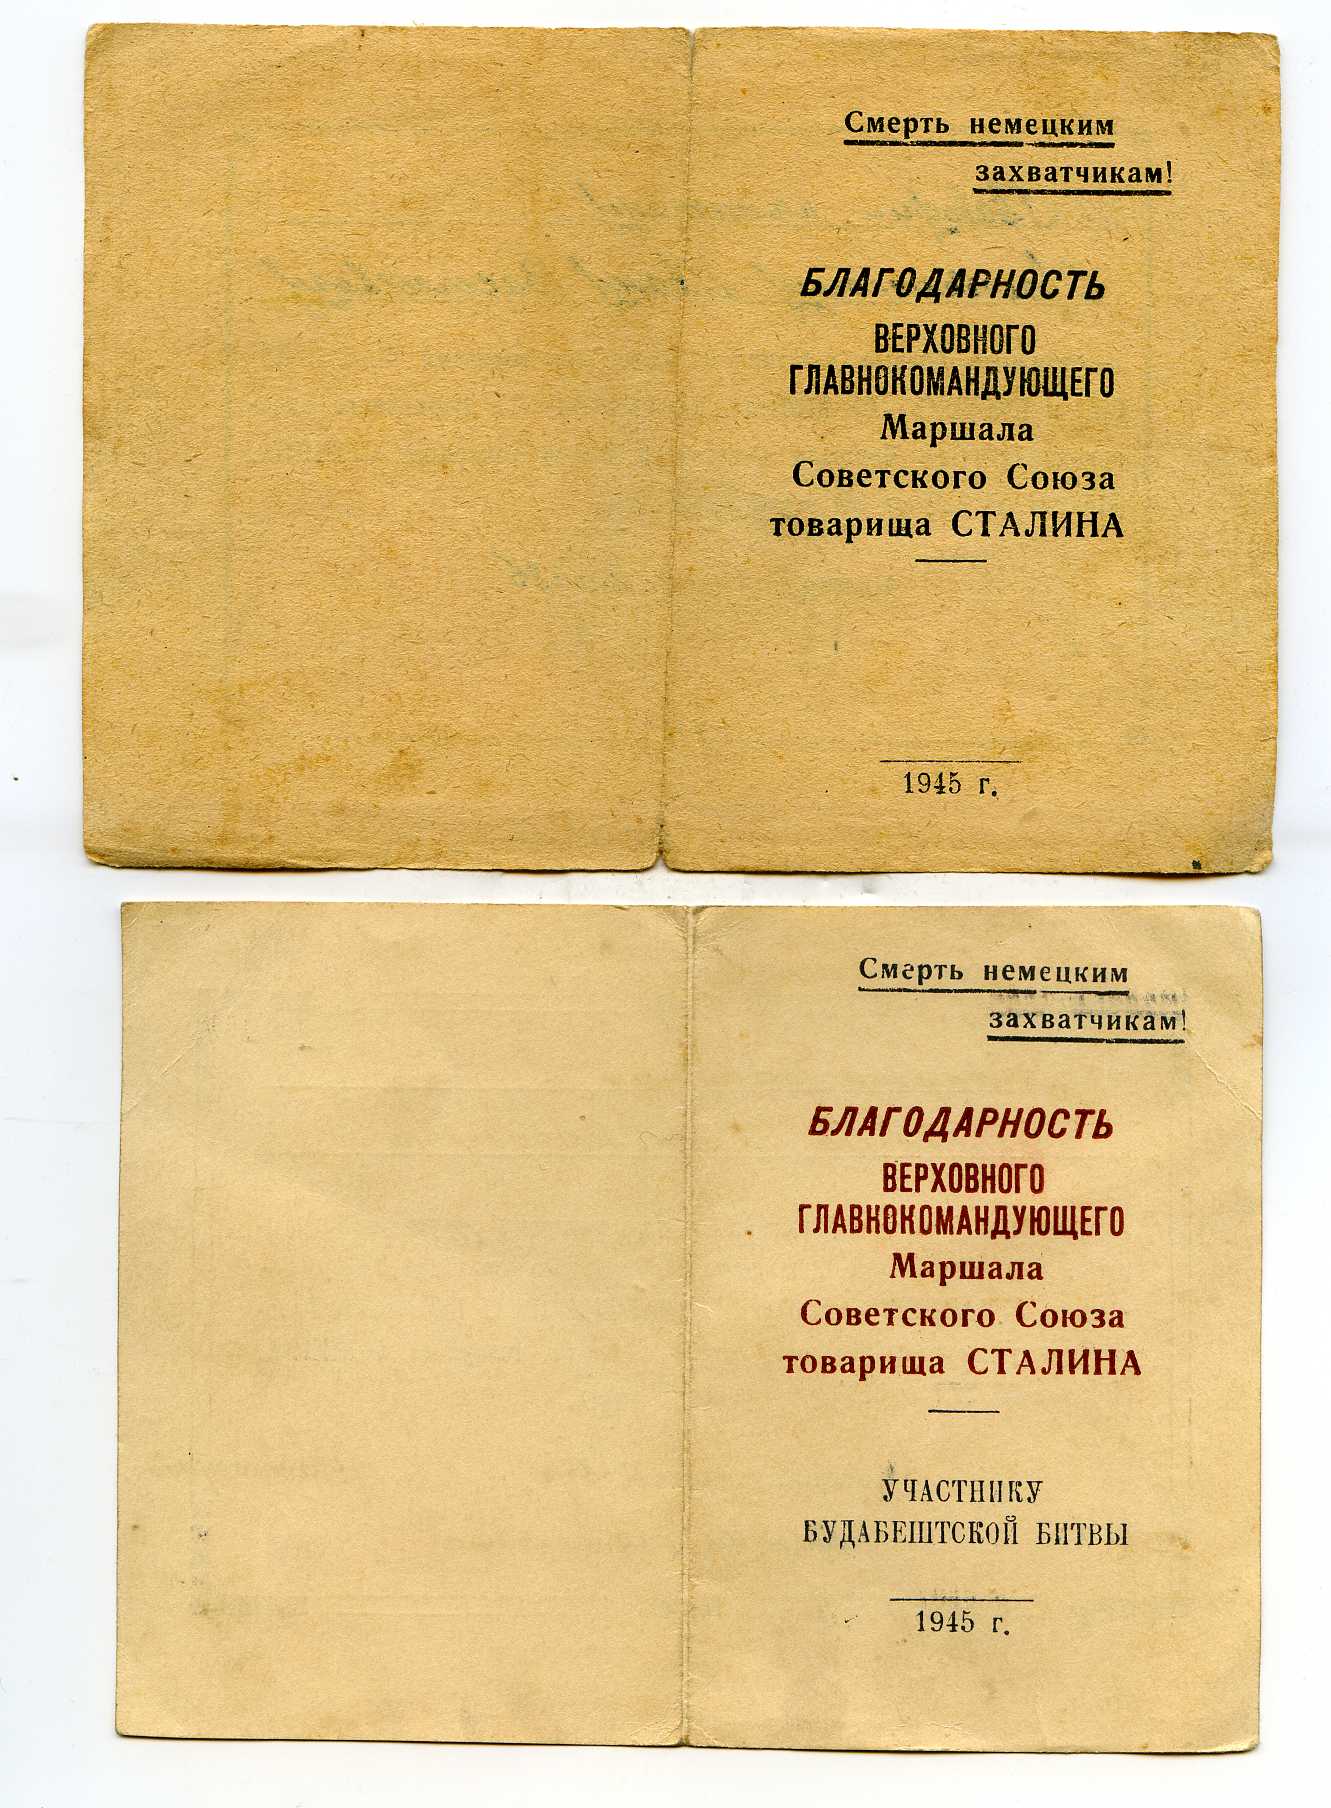 Смерть немецким
захватчикам!
БЛАГОДАРНОСТЬ
ВЕРХОВНОГО
ГЛАВНОКОМАНДУЮЩЕГО
Маршала
Советского Союза
товарища СТАЛИНА
1945 г.
Смерть немецким
захватчикам!
БЛАГОДАРНОСТЬ
ВЕРХОВНОГО
ГЛАВНОКОМАНДУЮЩЕГО
Маршала
Советского Союза
товарища СТАЛИНА
УЧАСТНИКУ
БУДАБЕШТСКОЙ БИТВЫ
1945 г.